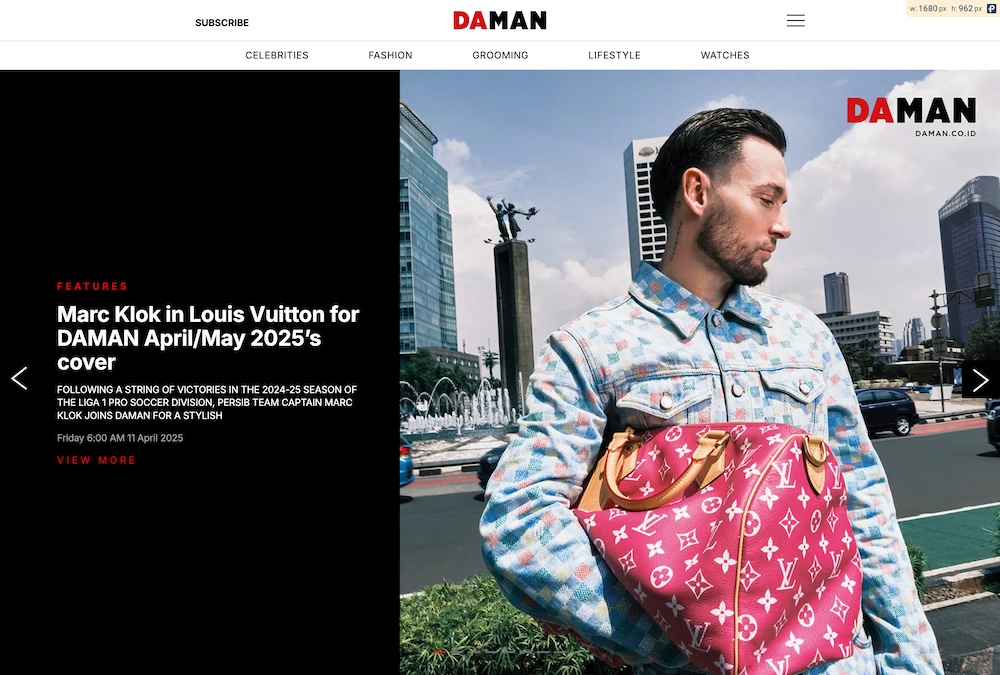 w: 1680 px h: 962 px
SUBSCRIBE
DAMAN
CELEBRITIES FASHION GROOMING LIFESTYLE WATCHES
DAMAN
DAMAN.CO.ID
FEATURES
Marc Klok in Louis Vuitton for
DAMAN April/May 2025’s
cover
FOLLOWING A STRING OF VICTORIES IN THE 2024-25 SEASON OF
THE LIGA 1 PRO SOCCER DIVISION, PERSIB TEAM CAPTAIN MARC
KLOK JOINS DAMAN FOR A STYLISH
Friday 6:00 AM 11 April 2025
VIEW MORE